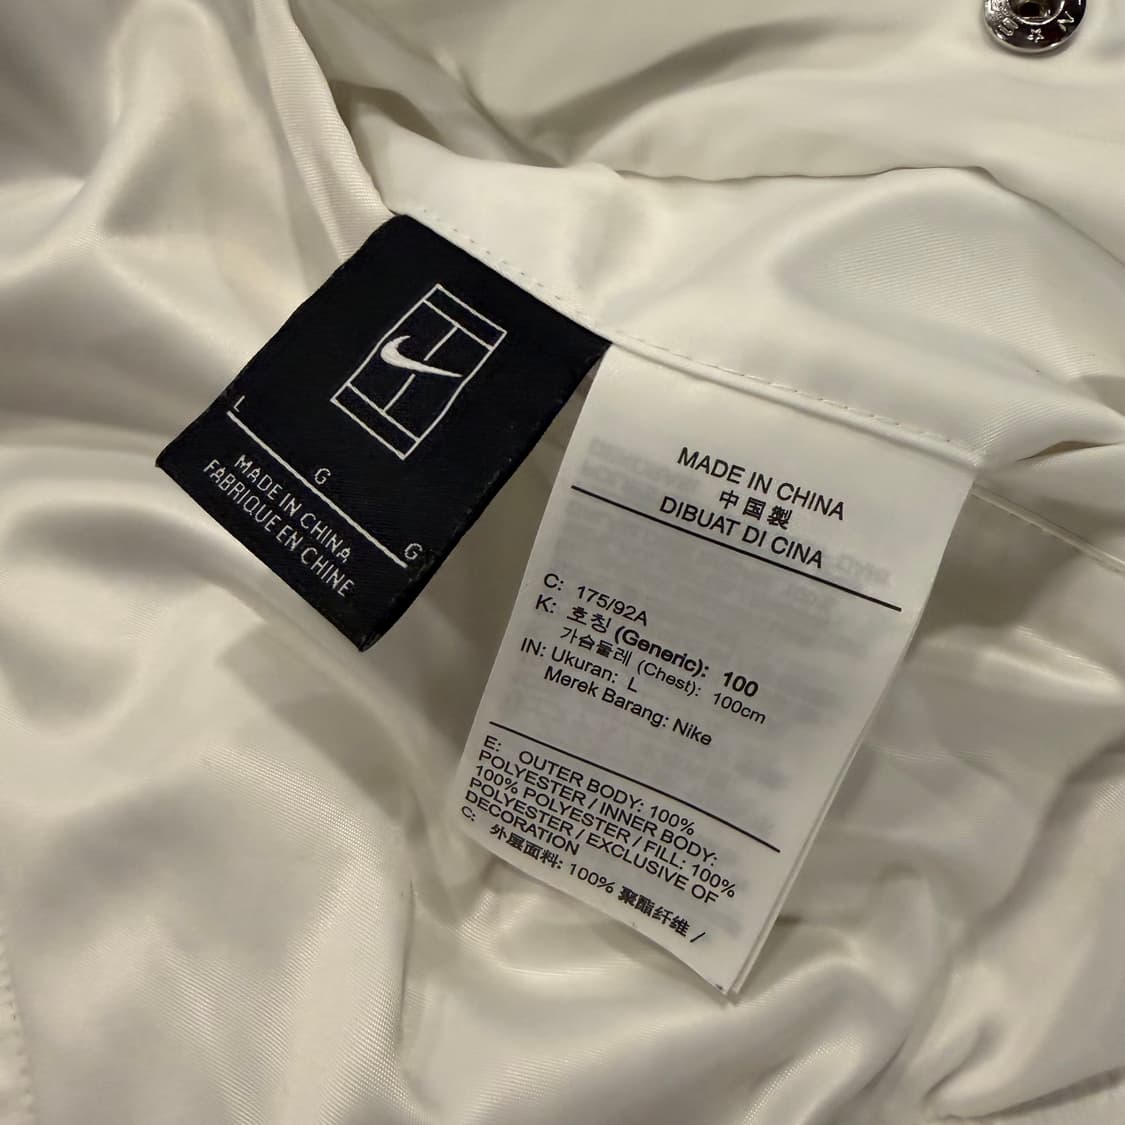 L
G
G
MADE IN CHINA
FABRIQUE EN CHINE
MADE IN CHINA
中国製
DIBUAT DI CINA
C: 175/92A
K: 호칭 (Generic): 100
가슴둘레 (Chest): 100cm
IN: Ukuran: L
Merek Barang: Nike
E: OUTER BODY: 100%
POLYESTER / INNER BODY:
100% POLYESTER / FILL: 100%
POLYESTER / EXCLUSIVE OF
DECORATION
C: 外层面料: 100% 聚酯纤维 /